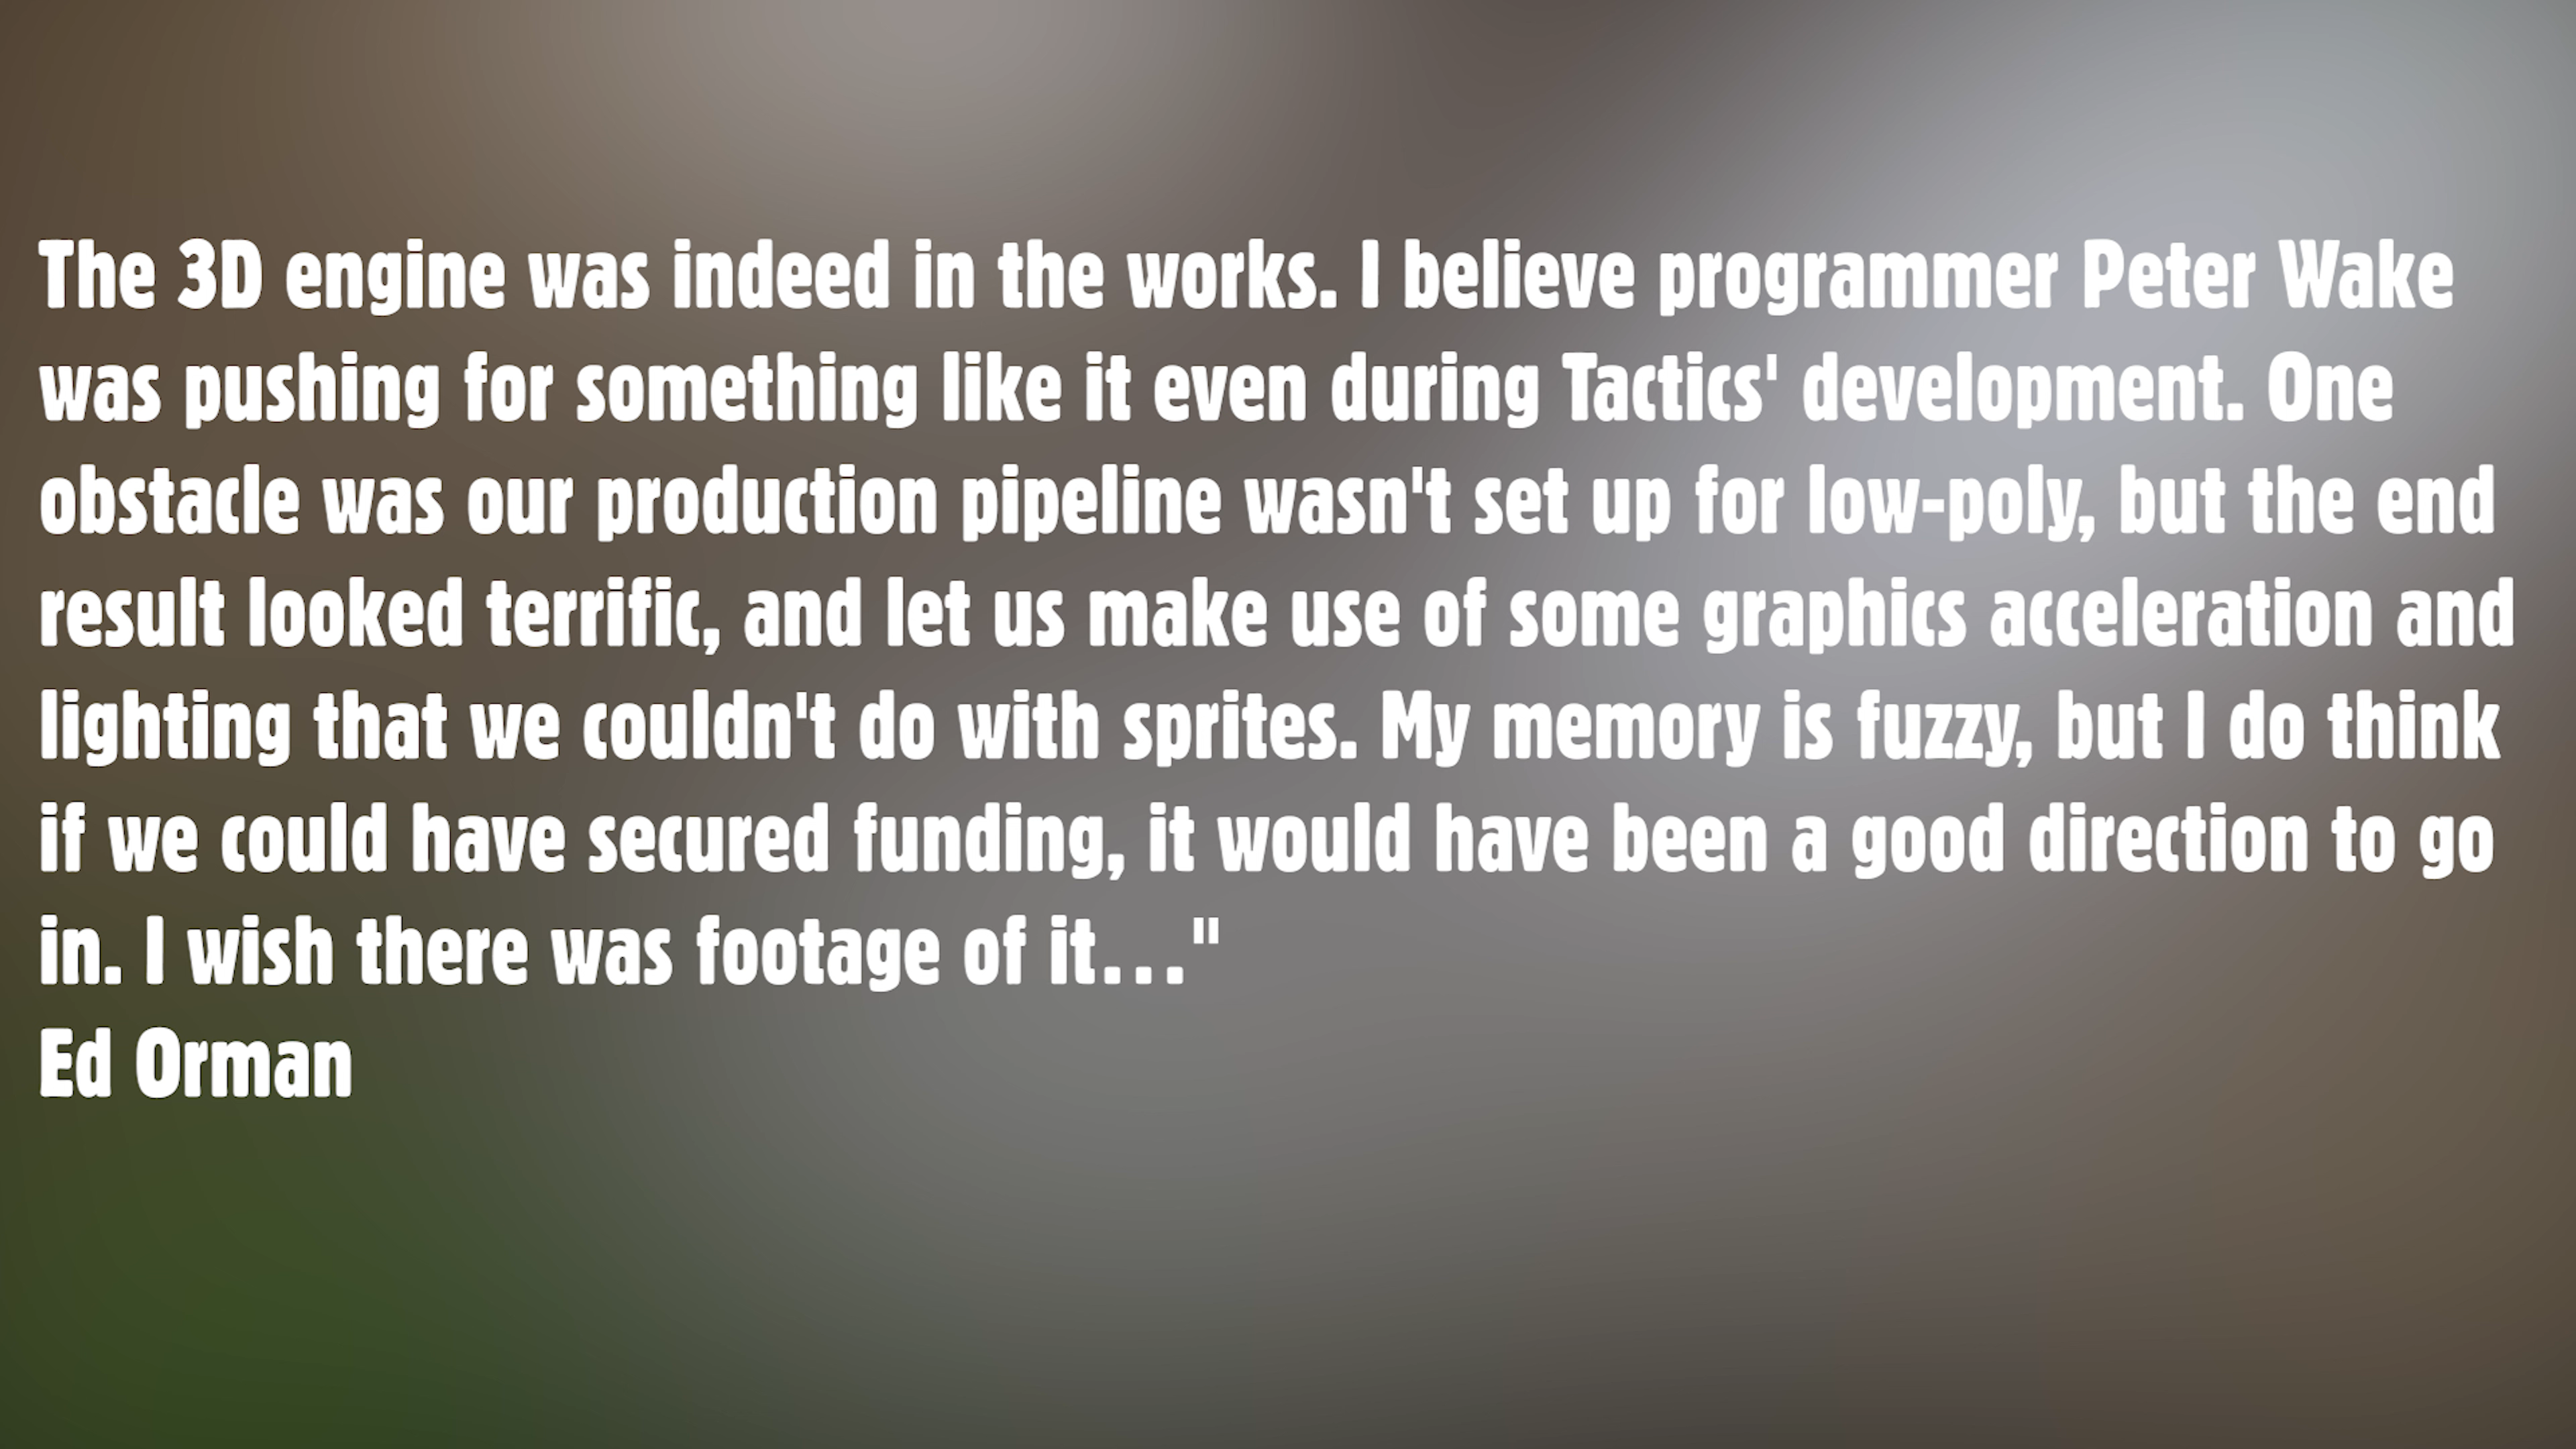 The 3D engine was indeed in the works. I believe programmer Peter Wake
was pushing for something like it even during Tactics' development. One
obstacle was our production pipeline wasn't set up for low-poly, but the end
result looked terrific, and let us make use of some graphics acceleration and
lighting that we couldn't do with sprites. My memory is fuzzy, but I do think
if we could have secured funding, it would have been a good direction to go
in. I wish there was footage of it..."
Ed Orman